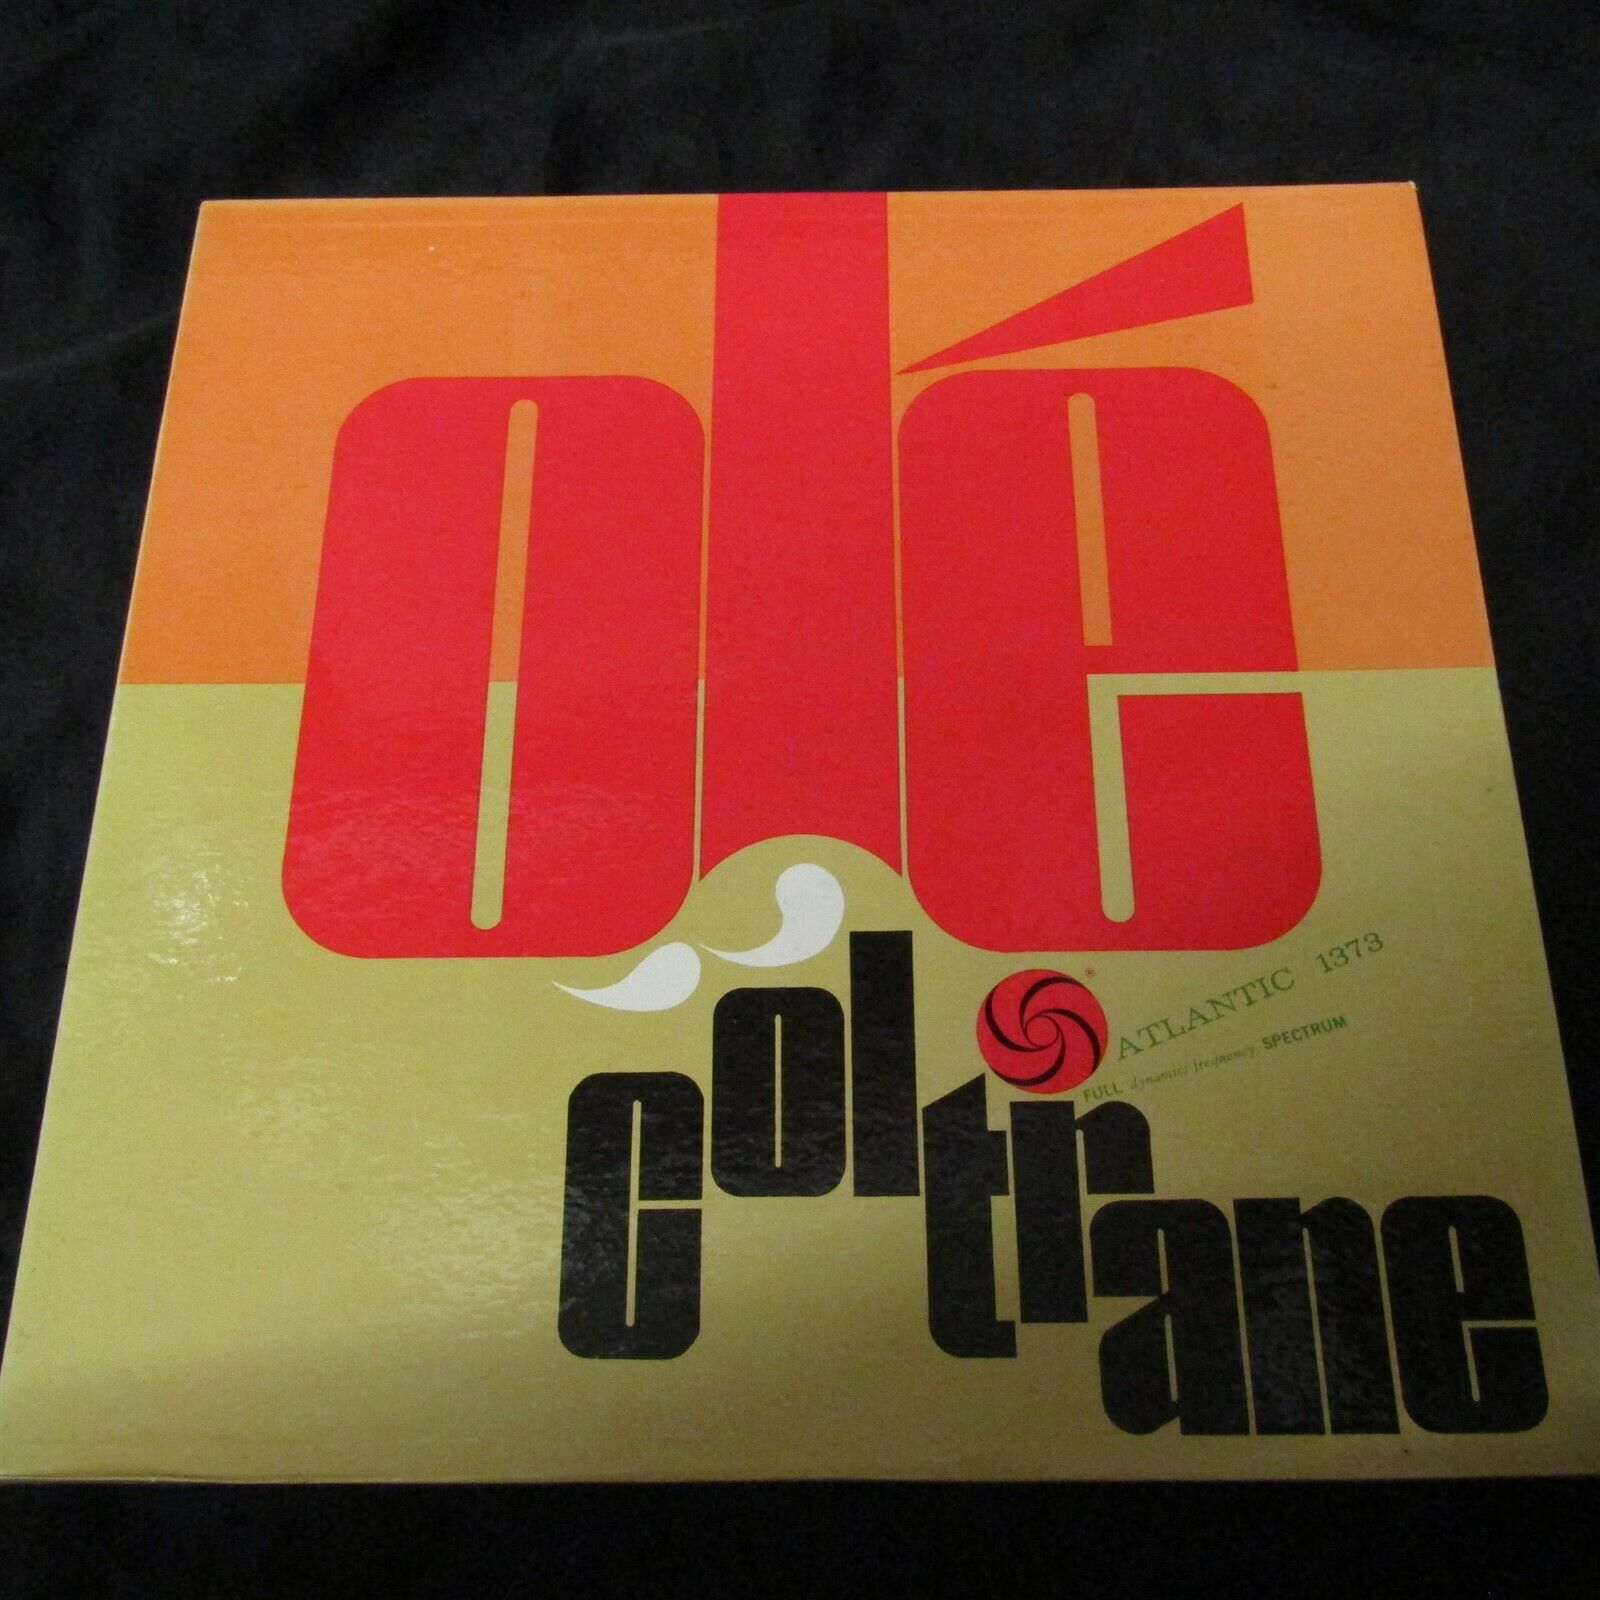 olé
coltrane
®
ATLANTIC 1373
FULL dynamics frequency SPECTRUM